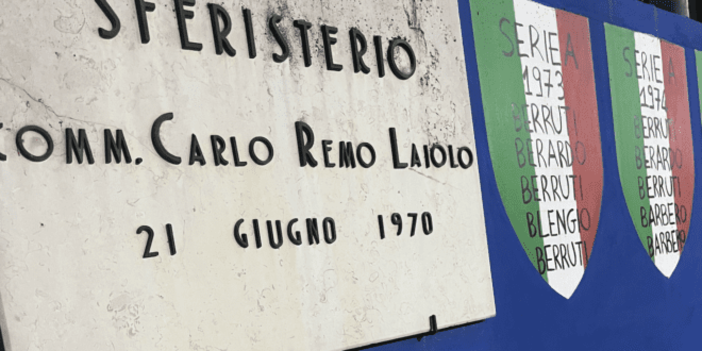 SFERISTERIO
COMM. CARLO REMO LAIOLO
21 GIUGNO 1970
SERIE A
1973
BERRUTI
BERARDO
BERRUTI
BLENGIO
BERRUTI
SERIE A
1974
BERRUTI
BERARDO
BERRUTI
BARBERO
BARBERO